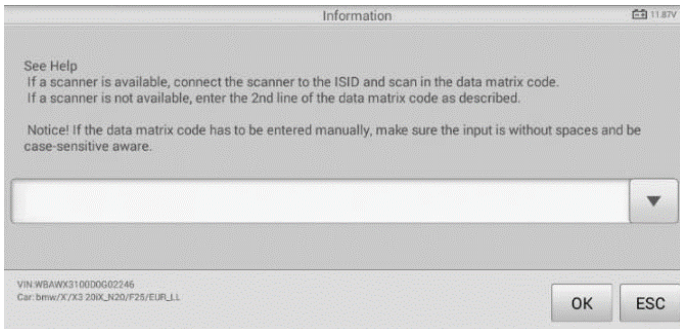 Information
11.87V
See Help
If a scanner is available, connect the scanner to the ISID and scan in the data matrix code.
If a scanner is not available, enter the 2nd line of the data matrix code as described.
Notice! If the data matrix code has to be entered manually, make sure the input is without spaces and be
case-sensitive aware.
VIN:WBAWX3100D0G02246
Car: bmw/X/X3 20iX_N20/F25/EUR_LL
OK
ESC